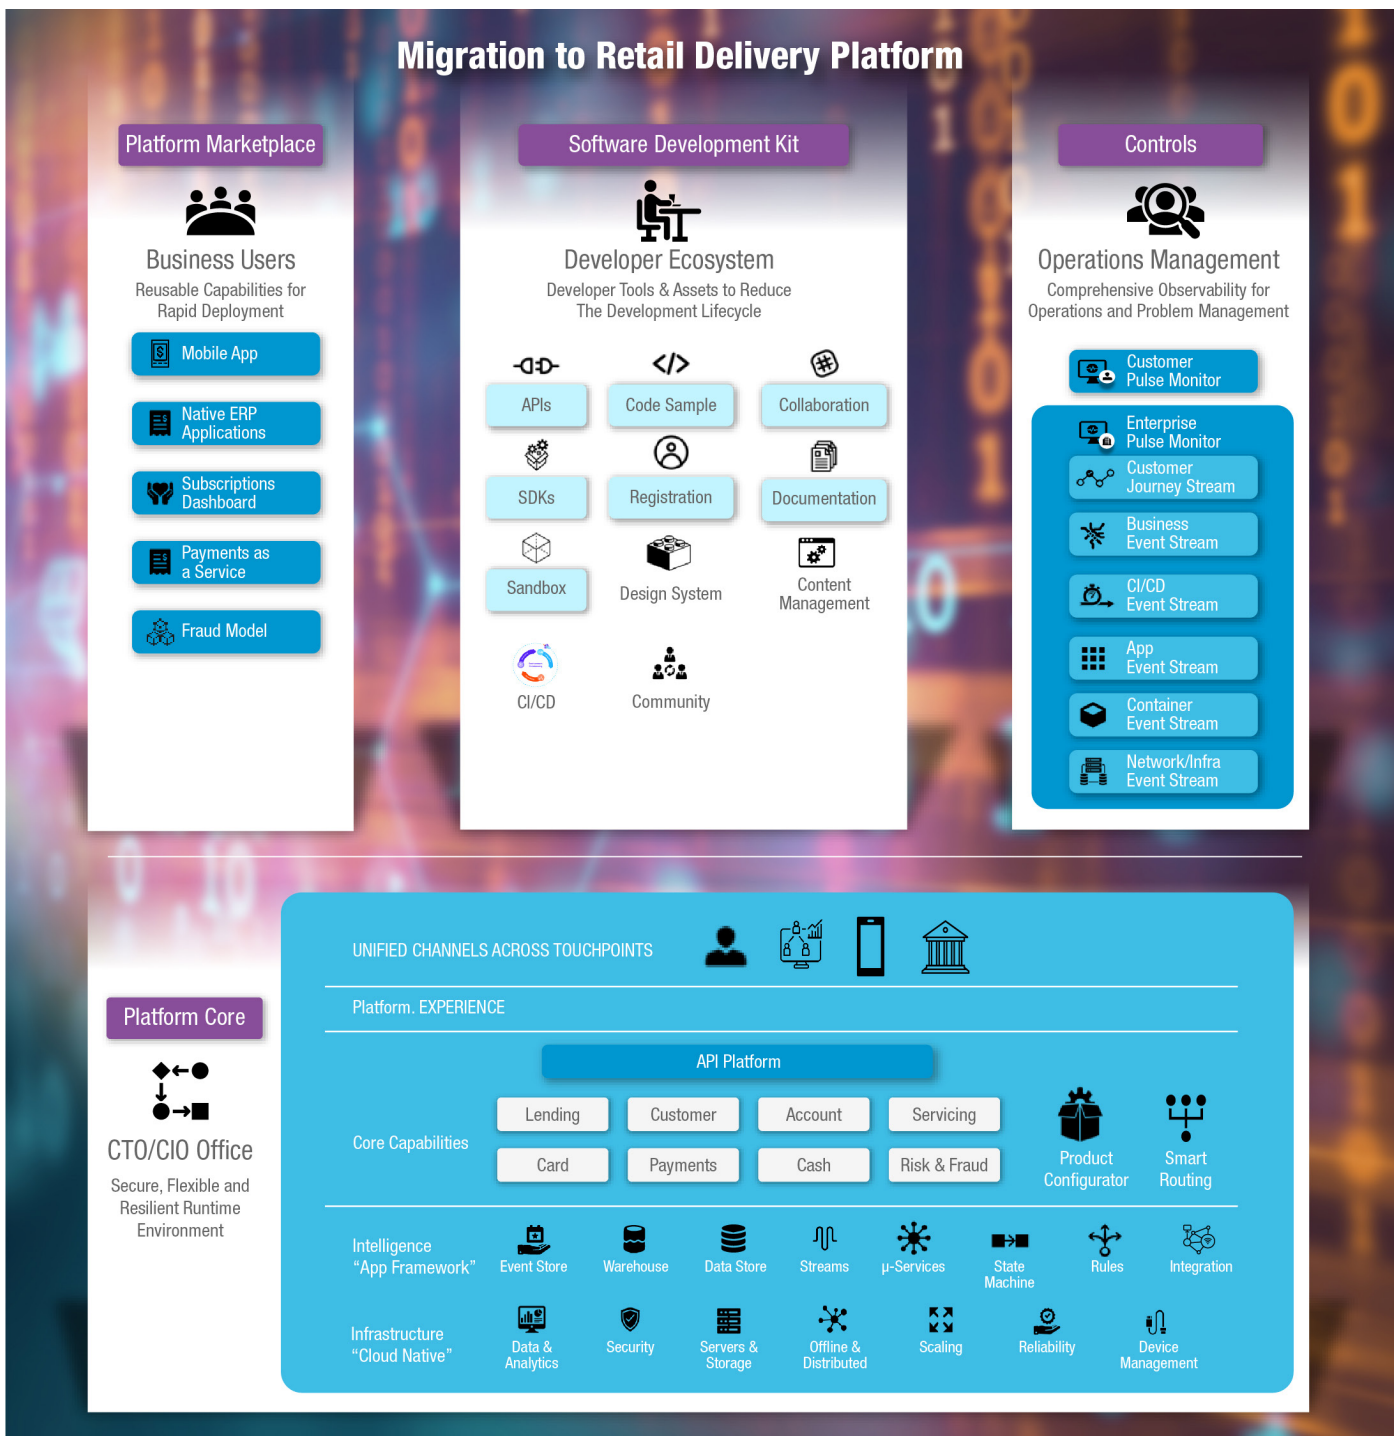 Migration to Retail Delivery Platform
Platform Marketplace
Business Users
Reusable Capabilities for
Rapid Deployment
Mobile App
Native ERP
Applications
Subscriptions
Dashboard
Payments as
a Service
Fraud Model
Software Development Kit
Developer Ecosystem
Developer Tools & Assets to Reduce
The Development Lifecycle
APIs
Code Sample
Collaboration
SDKs
Registration
Documentation
Sandbox
Design System
Content
Management
CI/CD
Community
Controls
Operations Management
Comprehensive Observability for
Operations and Problem Management
Customer
Pulse Monitor
Enterprise
Pulse Monitor
Customer
Journey Stream
Business
Event Stream
CI/CD
Event Stream
App
Event Stream
Container
Event Stream
Network/Infra
Event Stream
Platform Core
CTO/CIO Office
Secure, Flexible and
Resilient Runtime
Environment
UNIFIED CHANNELS ACROSS TOUCHPOINTS
Platform. EXPERIENCE
API Platform
Core Capabilities
Lending
Customer
Account
Servicing
Card
Payments
Cash
Risk & Fraud
Product
Configurator
Smart
Routing
Intelligence
“App Framework”
Event Store
Warehouse
Data Store
Streams
µ-Services
State
Machine
Rules
Integration
Infrastructure
“Cloud Native”
Data &
Analytics
Security
Servers &
Storage
Offline &
Distributed
Scaling
Reliability
Device
Management